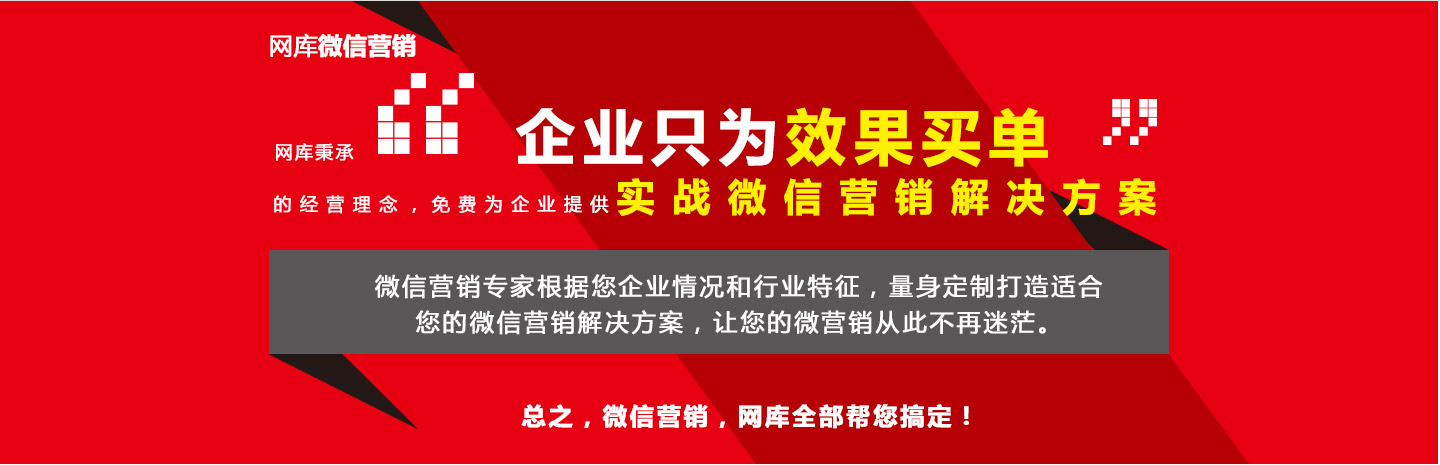 网库微信营销
网库秉承
企业只为效果买单
的经营理念，免费为企业提供实战微信营销解决方案
微信营销专家根据您企业情况和行业特征，量身定制打造适合
您的微信营销解决方案，让您的微营销从此不再迷茫。
总之，微信营销，网库全部帮您搞定！